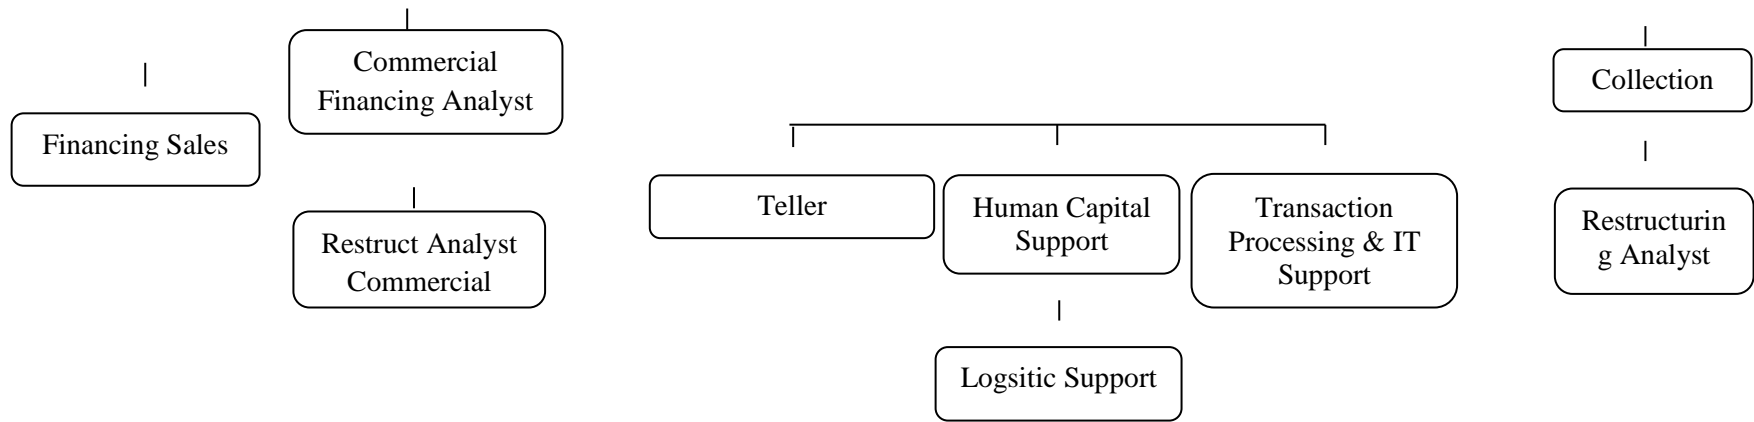 Commercial
Financing Analyst
Collection
Financing Sales
Teller
Human Capital
Support
Transaction
Processing & IT
Support
Restructurin
g Analyst
Restruct Analyst
Commercial
Logsitic Support